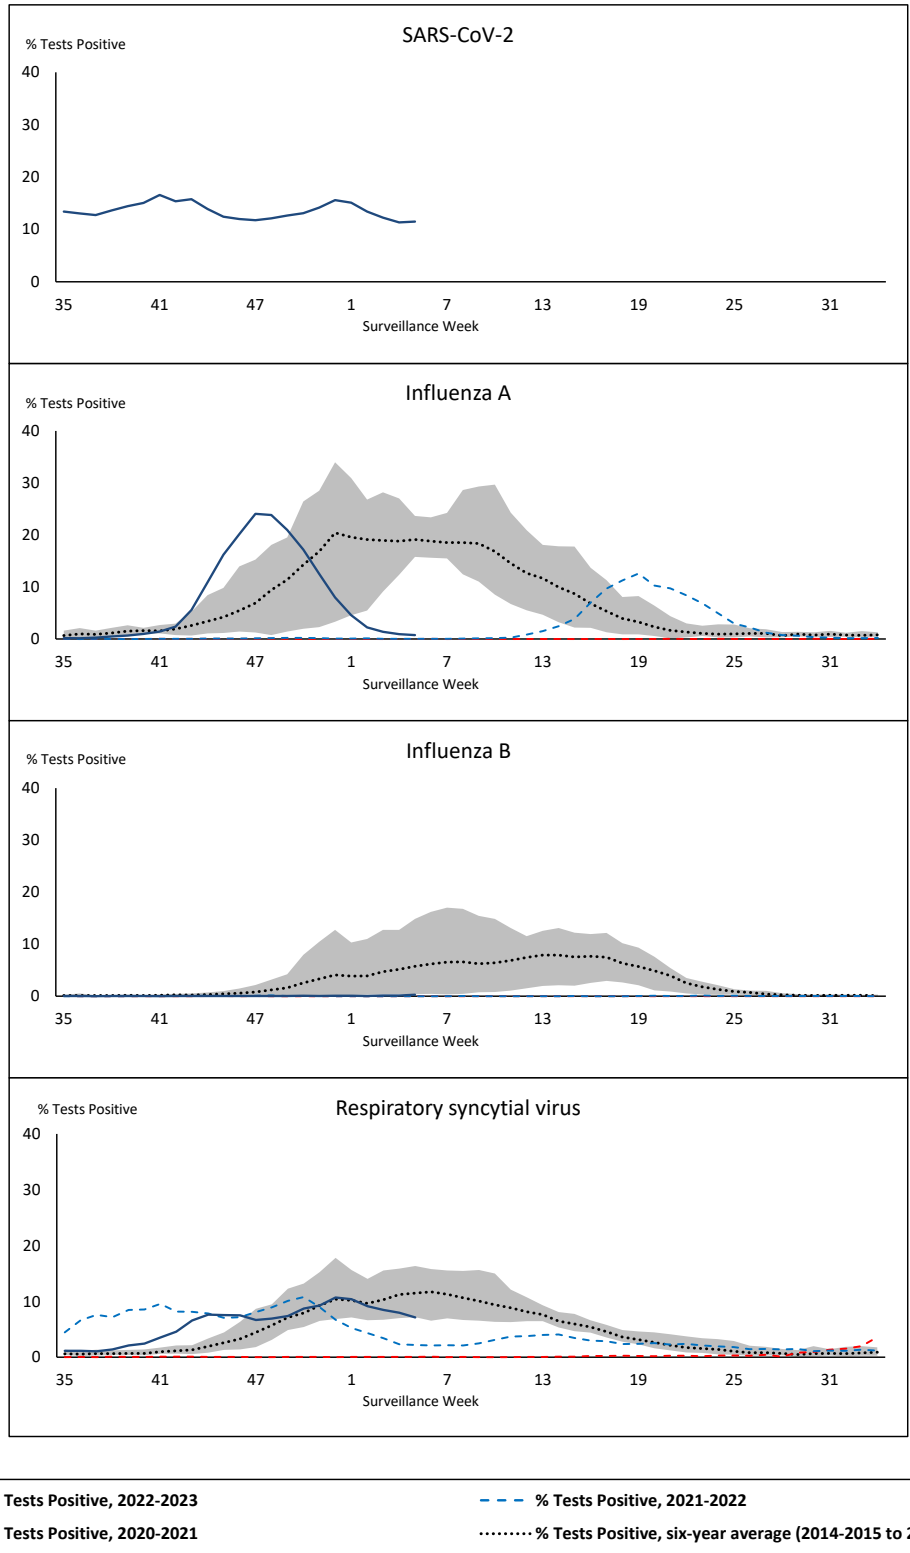 SARS-CoV-2
% Tests Positive
40
30
20
10
0
35 41 47 1 7 13 19 25 31
Surveillance Week
Influenza A
% Tests Positive
40
30
20
10
0
35 41 47 1 7 13 19 25 31
Surveillance Week
Influenza B
% Tests Positive
40
30
20
10
0
35 41 47 1 7 13 19 25 31
Surveillance Week
Respiratory syncytial virus
% Tests Positive
40
30
20
10
0
35 41 47 1 7 13 19 25 31
Surveillance Week
Tests Positive, 2022-2023 % Tests Positive, 2021-2022
Tests Positive, 2020-2021 % Tests Positive, six-year average (2014-2015 to 2